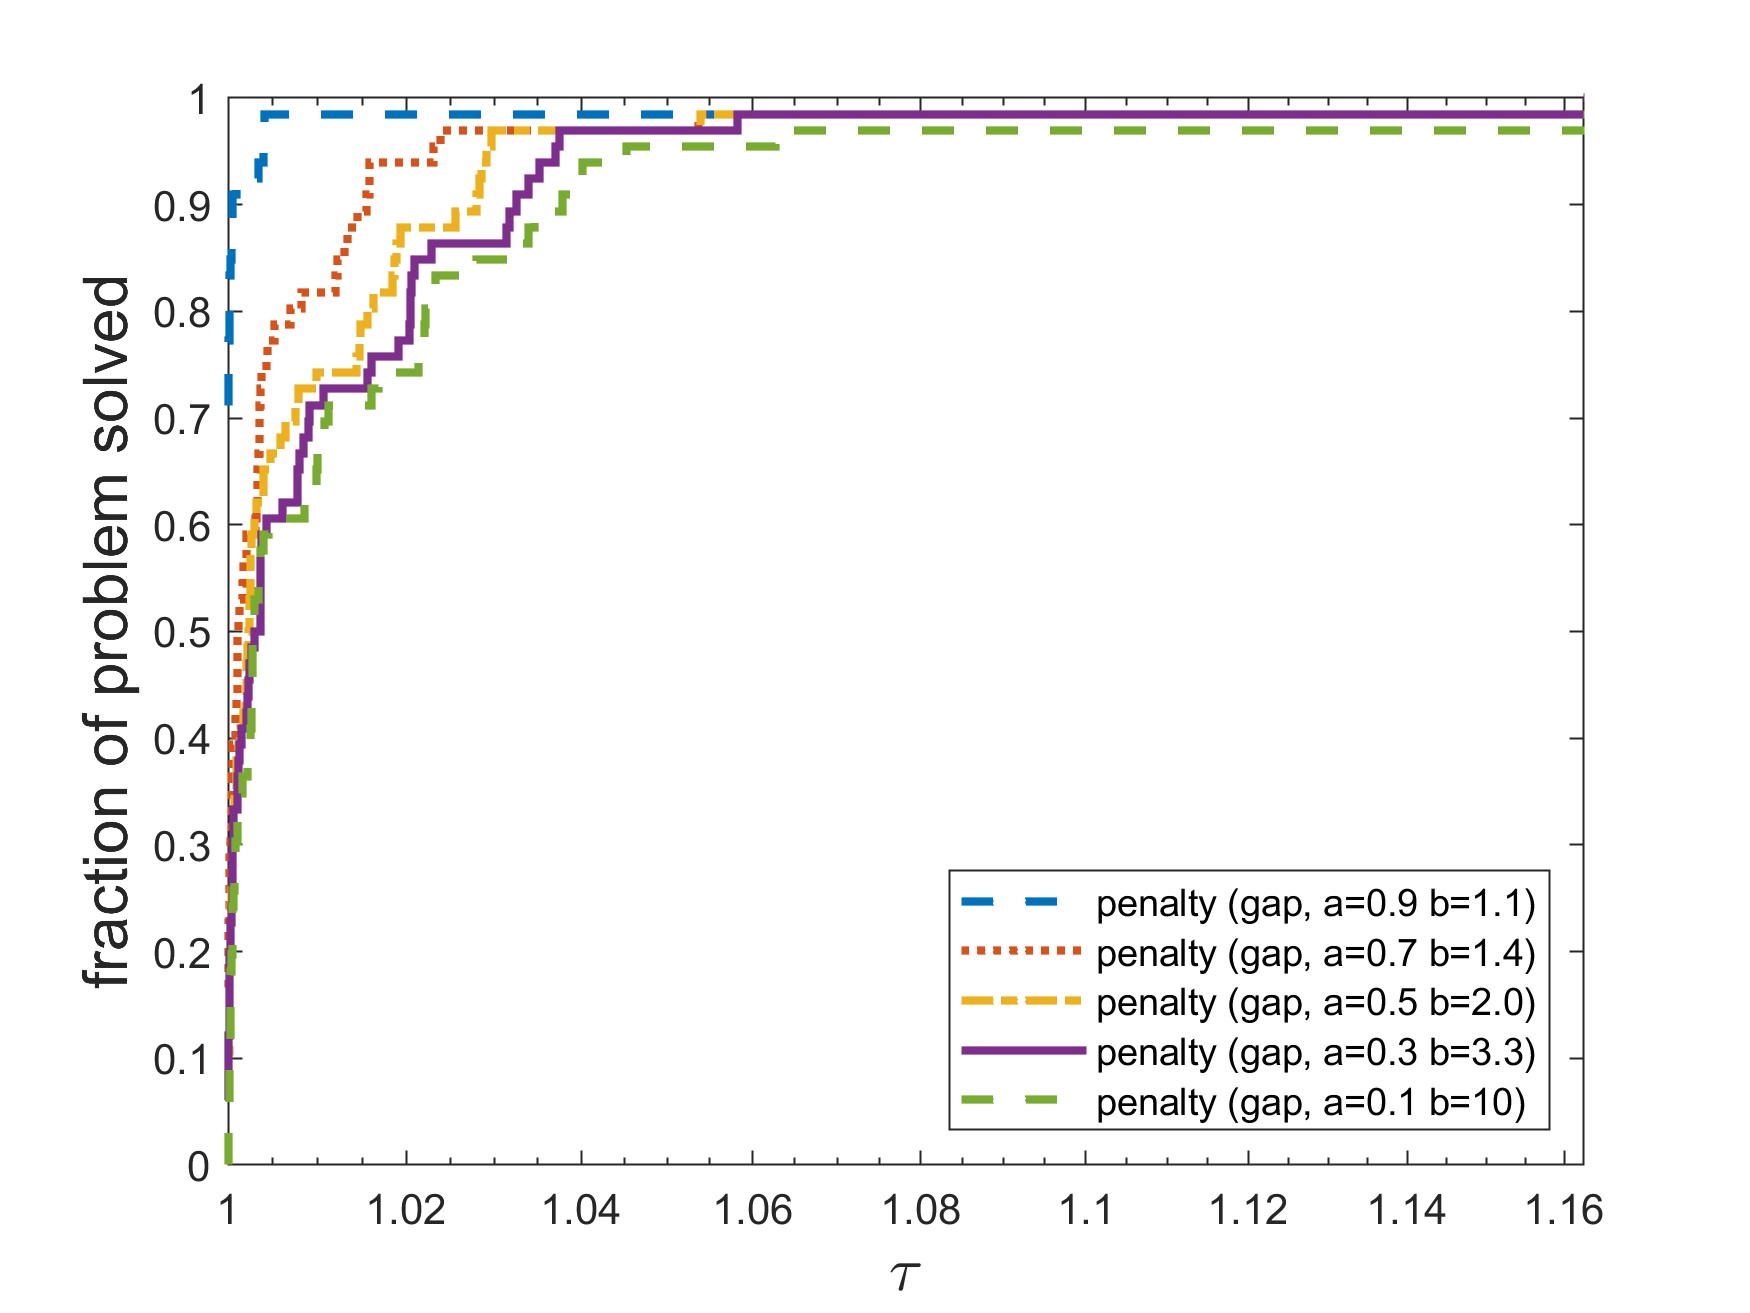 fraction of problem solved
1
0.9
0.8
0.7
0.6
0.5
0.4
0.3
0.2
0.1
0
penalty (gap, a=0.9 b=1.1)
penalty (gap, a=0.7 b=1.4)
penalty (gap, a=0.5 b=2.0)
penalty (gap, a=0.3 b=3.3)
penalty (gap, a=0.1 b=10)
1 1.02 1.04 1.06 1.08 1.1 1.12 1.14 1.16
τ